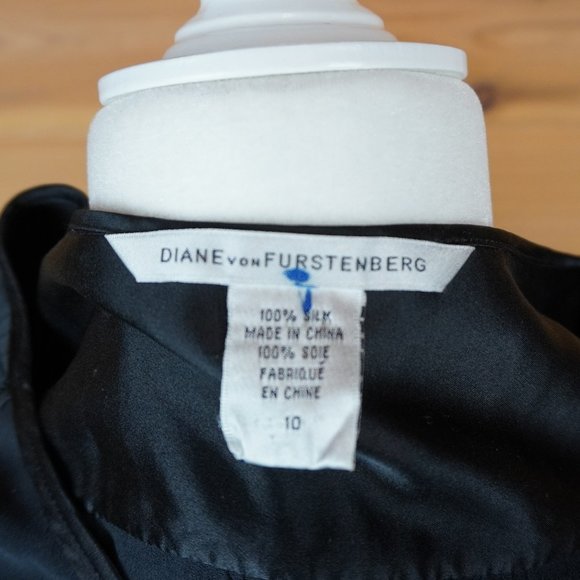 DIANE VON FURSTENBERG
100% SILK
MADE IN CHINA
100% SOIE
FABRIQUÉ
EN CHINE
10